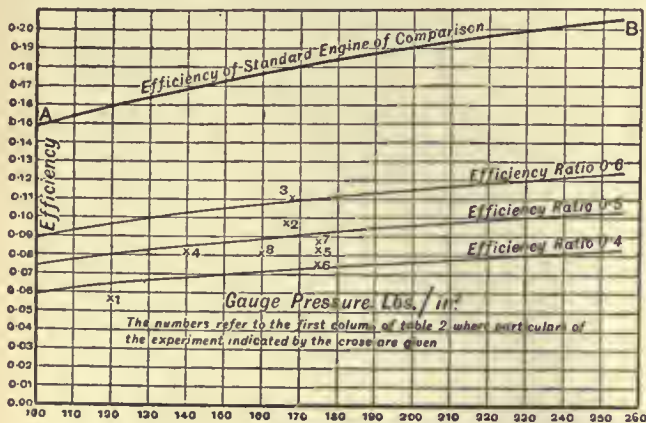 0·20
B
0·19
Efficiency of Standard Engine of Comparison
0·18
0·17
0·16
A
0·15
0·14
0·13
Efficiency
0·12
Efficiency Ratio 0·6
0·11
3
0·10
2
Efficiency Ratio 0·5
0·09
7
0·08
4
8
5
Efficiency Ratio 0·4
0·07
6
0·06
1
Gauge Pressure Lbs./in²
0·05
0·04
The numbers refer to the first column of table 2 where particulars of
the experiment indicated by the cross are given
0·03
0·02
0·01
0·00
100 110 120 130 140 150 160 170 180 190 200 210 220 230 240 250 256